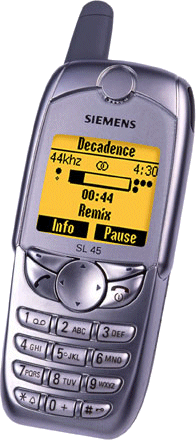 SIEMENS
Decadence
44khz 4:30
00:44
Remix
Info Pause
SL 45
1 2 ABC 3 DEF
4 GHI 5 JKL 6 MNO
7 PQRS 8 TUV 9 WXYZ
* 0 + #